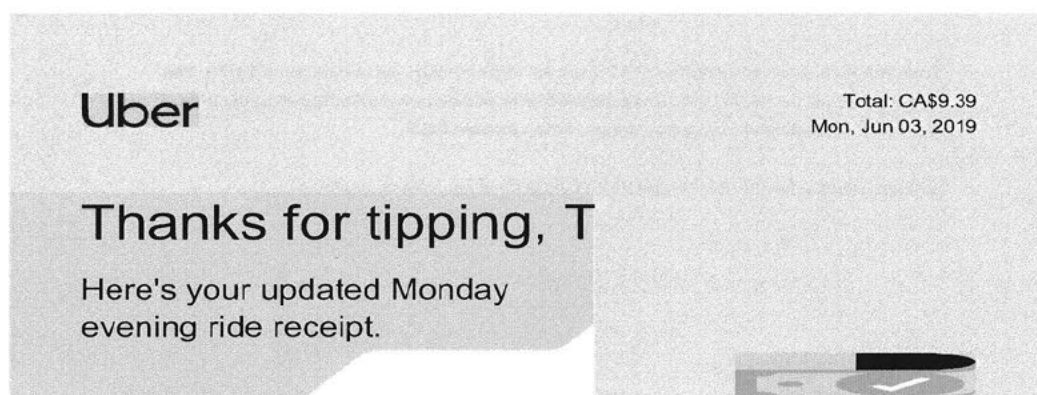 Uber
Total: CA$9.39
Mon, Jun 03, 2019
Thanks for tipping, T
Here's your updated Monday
evening ride receipt.